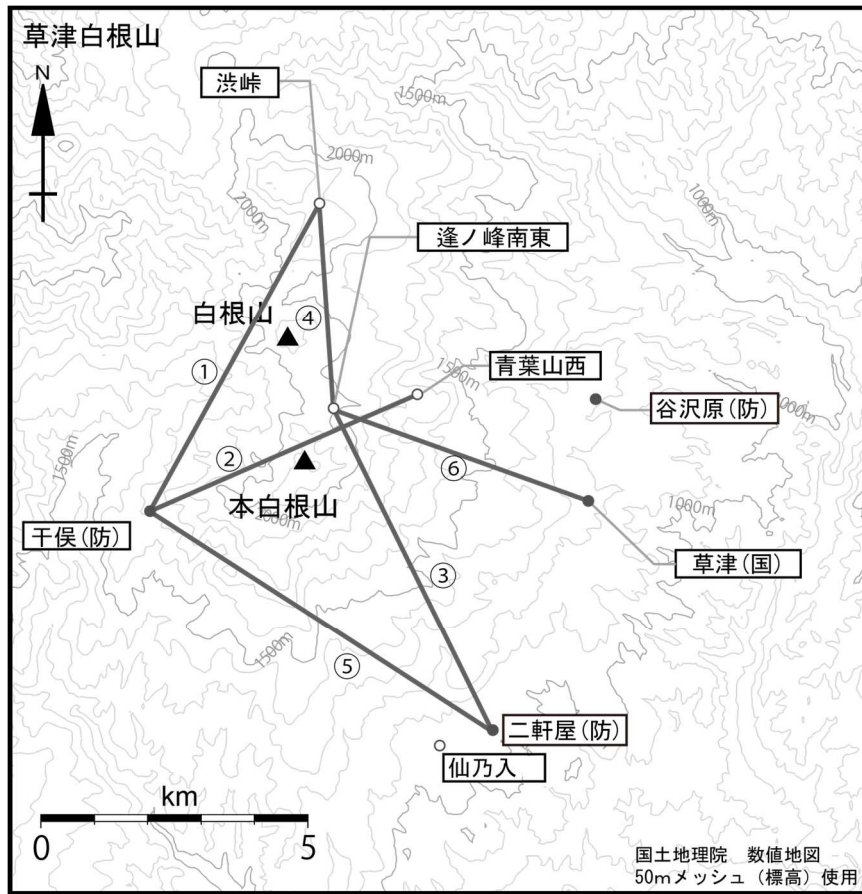 草津白根山
N
渋峠
1500m
2000m
2000m
1000m
逢ノ峰南東
白根山
④
①
青葉山西
1500m
谷沢原(防)
1000m
②
⑥
1500m
本白根山
2000m
干俣(防)
1000m
草津(国)
③
1500m
⑤
二軒屋(防)
仙乃入
km
0
5
国土地理院 数値地図
50mメッシュ(標高)使用